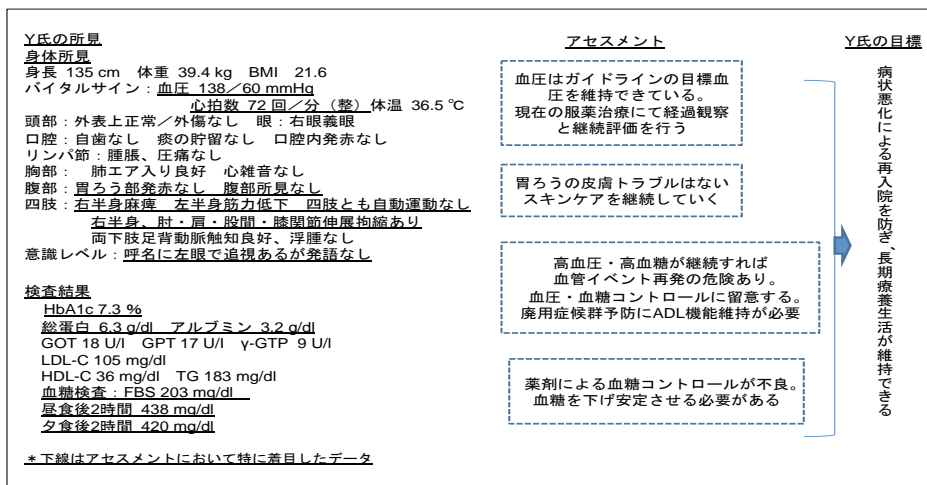 Y氏の所見
身体所見
身長 135 cm 体重 39.4 kg BMI 21.6
バイタルサイン：血圧 138／60 mmHg
心拍数 72 回／分（整）体温 36.5 ℃
頭部：外表上正常／外傷なし 眼：右眼義眼
口腔：自歯なし 痰の貯留なし 口腔内発赤なし
リンパ節：腫脹、圧痛なし
胸部： 肺エア入り良好 心雑音なし
腹部：胃ろう部発赤なし 腹部所見なし
四肢：右半身麻痺 左半身筋力低下 四肢とも自動運動なし
右半身、肘・肩・股間・膝関節伸展拘縮あり
両下肢足背動脈触知良好、浮腫なし
意識レベル：呼名に左眼で追視あるが発語なし
検査結果
HbA1c 7.3 %
総蛋白 6.3 g/dl アルブミン 3.2 g/dl
GOT 18 U/l GPT 17 U/l γ-GTP 9 U/l
LDL-C 105 mg/dl
HDL-C 36 mg/dl TG 183 mg/dl
血糖検査：FBS 203 mg/dl
昼食後2時間 438 mg/dl
夕食後2時間 420 mg/dl
＊下線はアセスメントにおいて特に着目したデータ
アセスメント
血圧はガイドラインの目標血
圧を維持できている。
現在の服薬治療にて経過観察
と継続評価を行う
胃ろうの皮膚トラブルはない
スキンケアを継続していく
高血圧・高血糖が継続すれば
血管イベント再発の危険あり。
血圧・血糖コントロールに留意する。
廃用症候群予防にADL機能維持が必要
薬剤による血糖コントロールが不良。
血糖を下げ安定させる必要がある
Y氏の目標
病状悪化による再入院を防ぎ、長期療養生活が維持できる